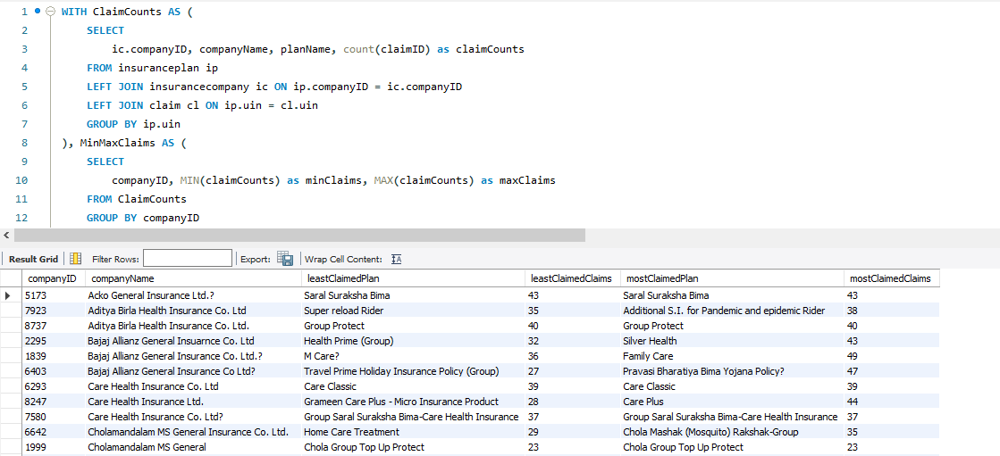 1 WITH ClaimCounts AS (
2 SELECT
3 ic.companyID, companyName, planName, count(claimID) as claimCounts
4 FROM insuranceplan ip
5 LEFT JOIN insurancecompany ic ON ip.companyID = ic.companyID
6 LEFT JOIN claim cl ON ip.uin = cl.uin
7 GROUP BY ip.uin
8 ), MinMaxClaims AS (
9 SELECT
10 companyID, MIN(claimCounts) as minClaims, MAX(claimCounts) as maxClaims
11 FROM ClaimCounts
12 GROUP BY companyID
Result Grid Filter Rows: Export: Wrap Cell Content: IA
companyID companyName leastClaimedPlan leastClaimedClaims mostClaimedPlan mostClaimedClaims
5173 Acko General Insurance Ltd.? Saral Suraksha Bima 43 Saral Suraksha Bima 43
7923 Aditya Birla Health Insurance Co. Ltd Super reload Rider 35 Additional S.I. for Pandemic and epidemic Rider 38
8737 Aditya Birla Health Insurance Co. Ltd. Group Protect 40 Group Protect 40
2295 Bajaj Allianz General Insuarnce Co. Ltd Health Prime (Group) 32 Silver Health 43
1839 Bajaj Allianz General Insurance Co. Ltd.? M Care? 36 Family Care 49
6403 Bajaj Allianz General Insurance Co Ltd? Travel Prime Holiday Insurance Policy (Group) 27 Pravasi Bharatiya Bima Yojana Policy? 47
6293 Care Health Insurance Co. Ltd Care Classic 39 Care Classic 39
8247 Care Health Insurance Ltd. Grameen Care Plus - Micro Insurance Product 28 Care Plus 44
7580 Care Health Insurance Co. Ltd? Group Saral Suraksha Bima-Care Health Insurance 37 Group Saral Suraksha Bima-Care Health Insurance 37
6642 Cholamandalam MS General Insurance Co. Ltd. Home Care Treatment 29 Chola Mashak (Mosquito) Rakshak-Group 35
1999 Cholamandalam MS General Chola Group Top Up Protect 23 Chola Group Top Up Protect 23